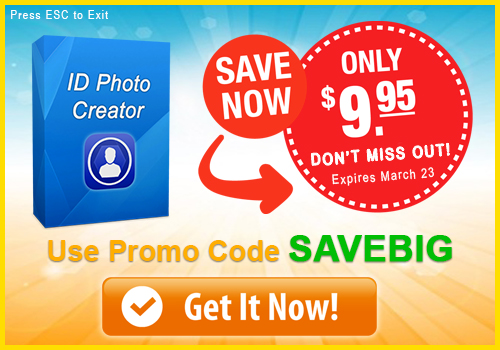 Press ESC to Exit
ID Photo
Creator
SAVE
NOW
ONLY
$9.95
DON'T MISS OUT!
Expires March 23
Use Promo Code SAVEBIG
Get It Now!